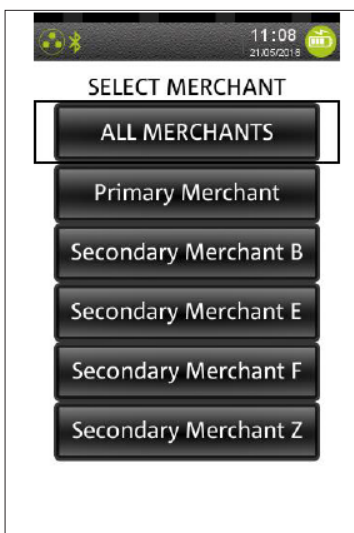 11:08
21/05/2018
SELECT MERCHANT
ALL MERCHANTS
Primary Merchant
Secondary Merchant B
Secondary Merchant E
Secondary Merchant F
Secondary Merchant Z